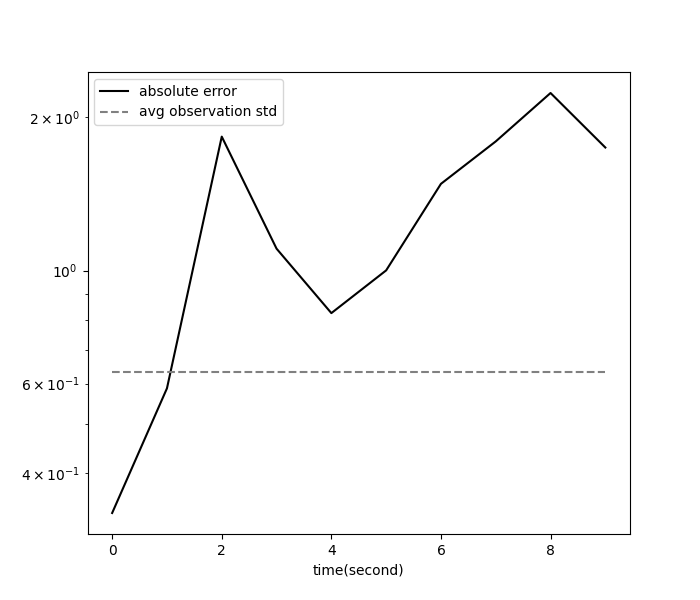 absolute error
avg observation std
2 × 10⁰
10⁰
6 × 10⁻¹
4 × 10⁻¹
0 2 4 6 8
time(second)